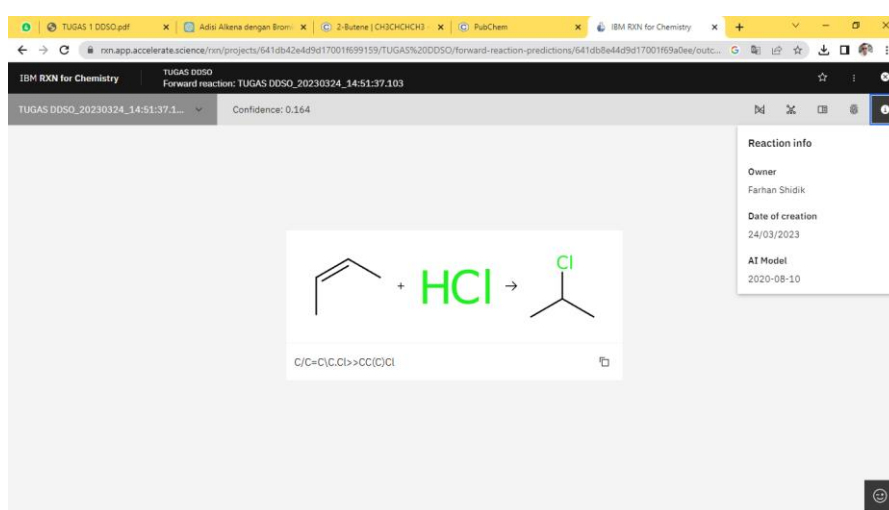 TUGAS 1 DDSO.pdf
Adisi Alkena dengan Brom
2-Butene | CH3CHCHCH3 -
PubChem
IBM RXN for Chemistry
rxn.app.accelerate.science/rxn/projects/641db42e4d9d17001f699159/TUGAS%20DDSO/forward-reaction-predictions/641db8e44d9d17001f69a0ee/outc...
IBM RXN for Chemistry
TUGAS DDSO
Forward reaction: TUGAS DDSO_20230324_14:51:37.103
TUGAS DDSO_20230324_14:51:37.1...
Confidence: 0.164
Reaction info
Owner
Farhan Shidik
Date of creation
24/03/2023
AI Model
2020-08-10
+ HCl →
Cl
C/C=C\C.Cl>>CC(C)Cl